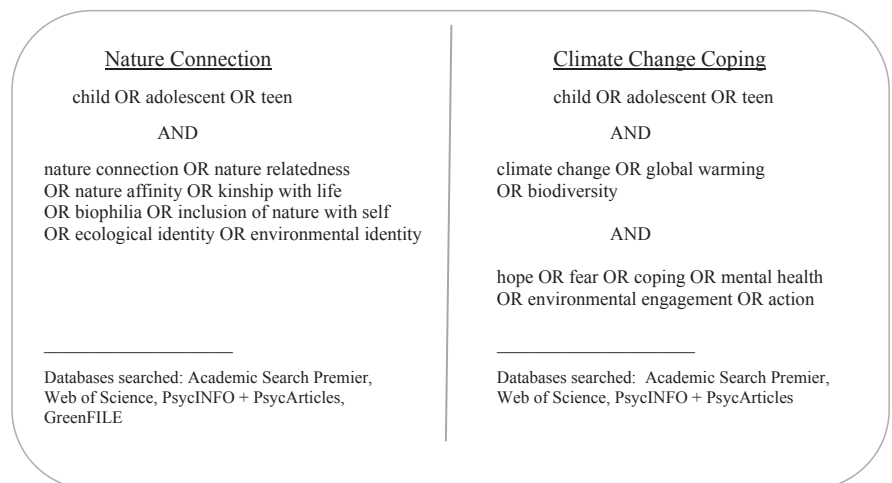 Nature Connection
child OR adolescent OR teen
AND
nature connection OR nature relatedness
OR nature affinity OR kinship with life
OR biophilia OR inclusion of nature with self
OR ecological identity OR environmental identity
Databases searched: Academic Search Premier,
Web of Science, PsycINFO + PsycArticles,
GreenFILE
Climate Change Coping
child OR adolescent OR teen
AND
climate change OR global warming
OR biodiversity
AND
hope OR fear OR coping OR mental health
OR environmental engagement OR action
Databases searched:  Academic Search Premier,
Web of Science, PsycINFO + PsycArticles